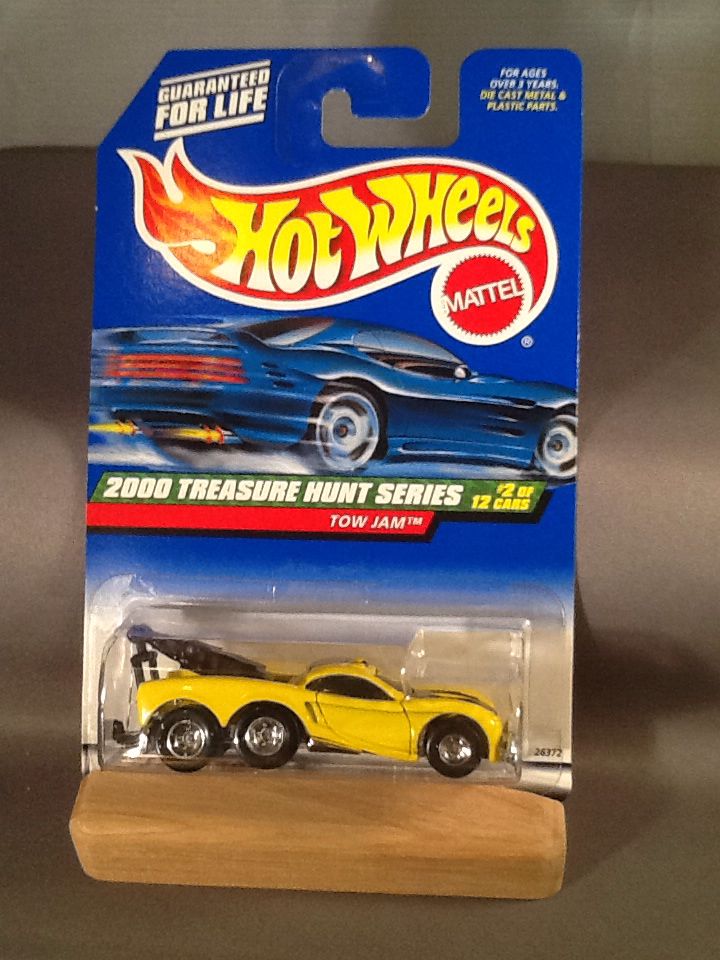 GUARANTEED
FOR LIFE
FOR AGES
OVER 3 YEARS.
DIE CAST METAL &
PLASTIC PARTS.
HOT WHEELS
MATTEL
®
2000 TREASURE HUNT SERIES
#2 OF
12 CARS
TOW JAM™
26372